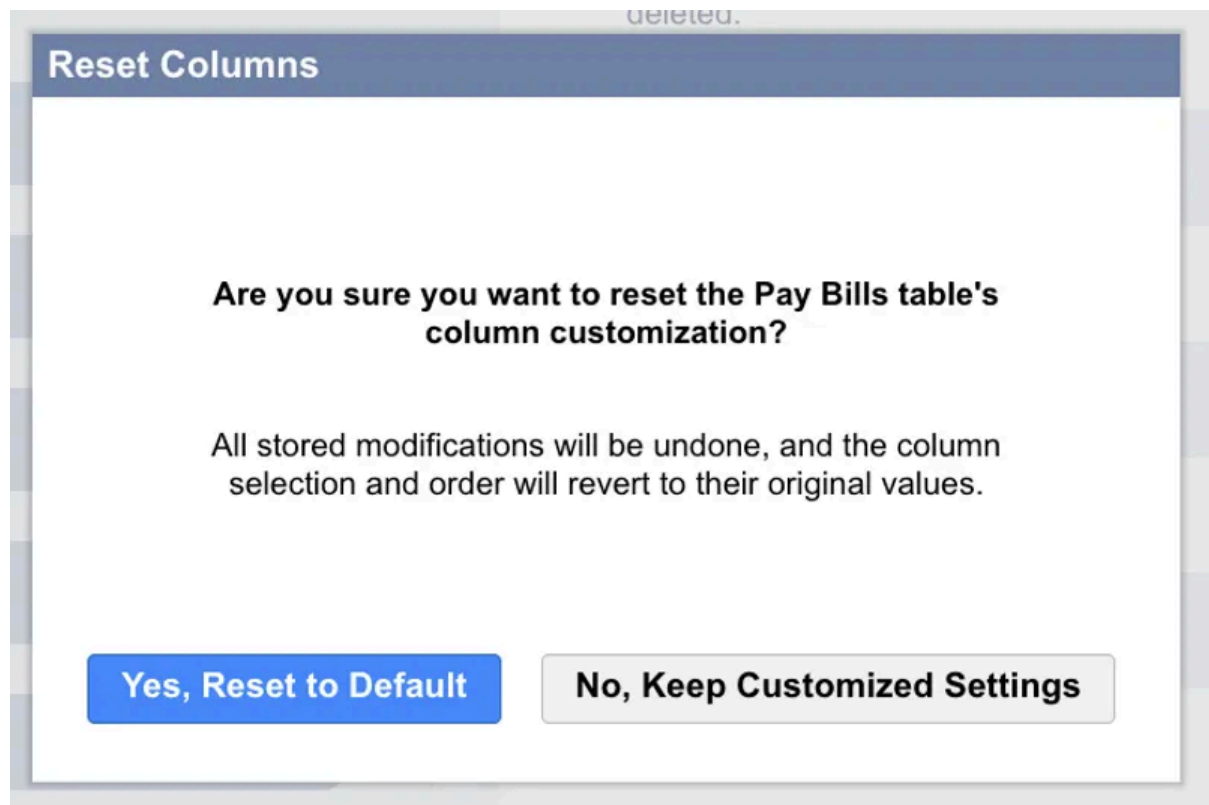 deleted.
Reset Columns
Are you sure you want to reset the Pay Bills table's
column customization?
All stored modifications will be undone, and the column
selection and order will revert to their original values.
Yes, Reset to Default
No, Keep Customized Settings